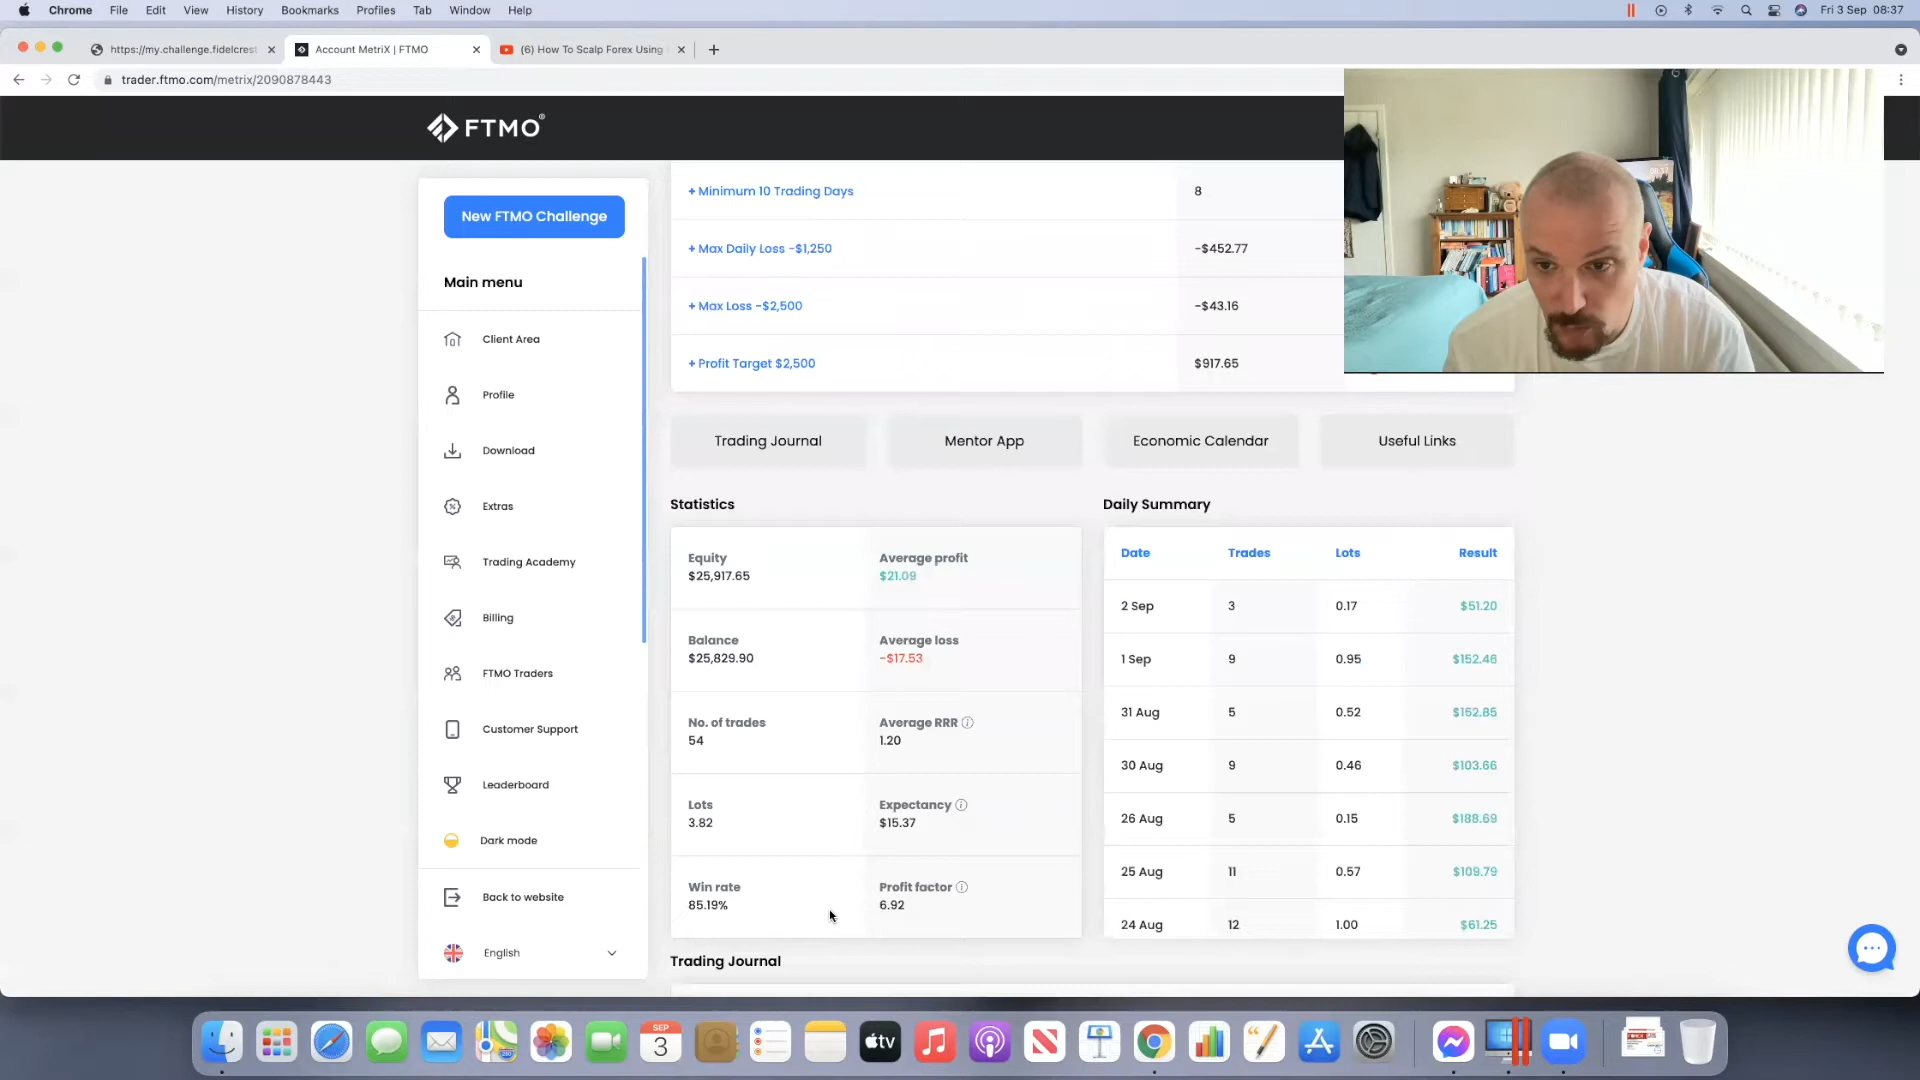 Chrome File Edit View History Bookmarks Profiles Tab Window Help Fri 3 Sep 08:37
https://my.challenge.fidelcrest Account MetriX | FTMO (6) How To Scalp Forex Using
trader.ftmo.com/metrix/2090878443
FTMO
New FTMO Challenge
Main menu
Client Area
Profile
Download
Extras
Trading Academy
Billing
FTMO Traders
Customer Support
Leaderboard
Dark mode
Back to website
English
+ Minimum 10 Trading Days 8
+ Max Daily Loss -$1,250 -$452.77
+ Max Loss -$2,500 -$43.16
+ Profit Target $2,500 $917.65
Trading Journal Mentor App Economic Calendar Useful Links
Statistics
Equity Average profit
$25,917.65 $21.09
Balance Average loss
$25,829.90 -$17.53
No. of trades Average RRR
54 1.20
Lots Expectancy
3.82 $15.37
Win rate Profit factor
85.19% 6.92
Daily Summary
Date Trades Lots Result
2 Sep 3 0.17 $51.20
1 Sep 9 0.95 $152.46
31 Aug 5 0.52 $162.85
30 Aug 9 0.46 $103.66
26 Aug 5 0.15 $188.69
25 Aug 11 0.57 $109.79
24 Aug 12 1.00 $61.25
Trading Journal
SEP
3
tv